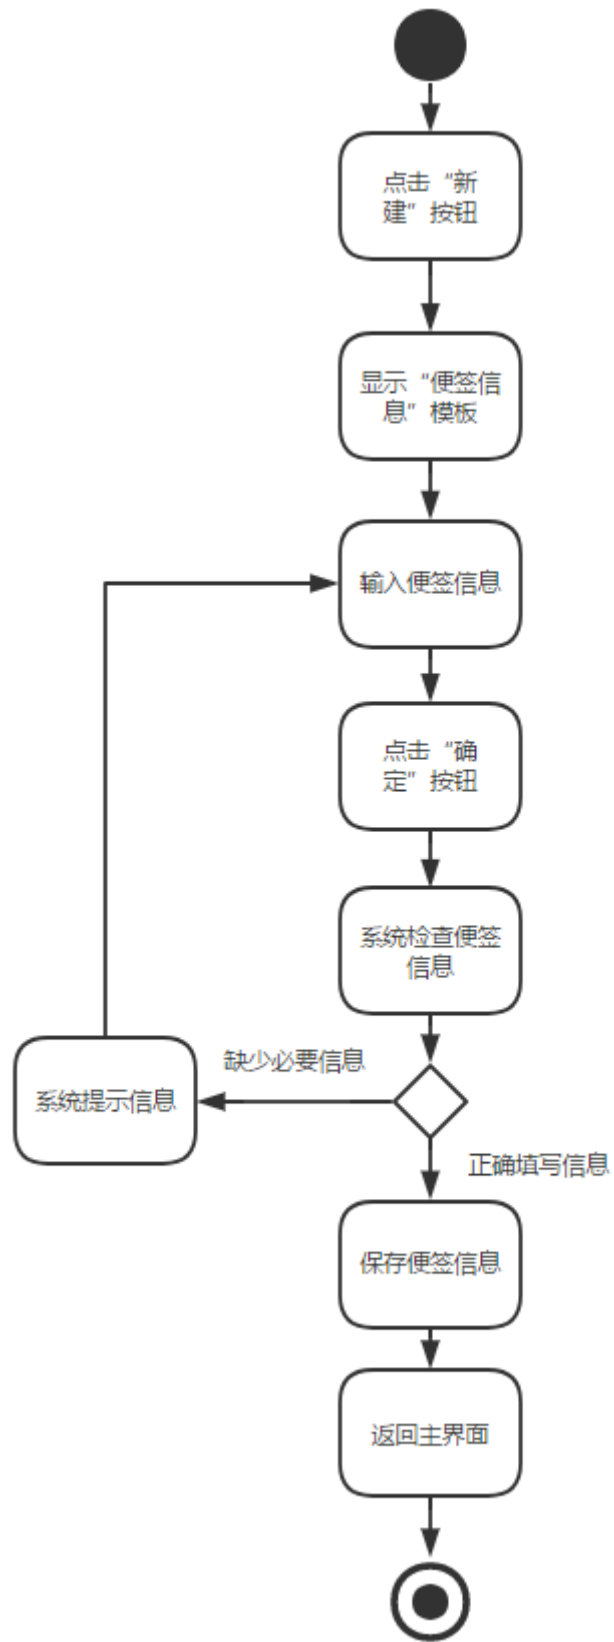 点击“新
建”按钮
显示“便签信
息”模板
输入便签信息
点击“确
定”按钮
系统检查便签
信息
缺少必要信息
系统提示信息
正确填写信息
保存便签信息
返回主界面